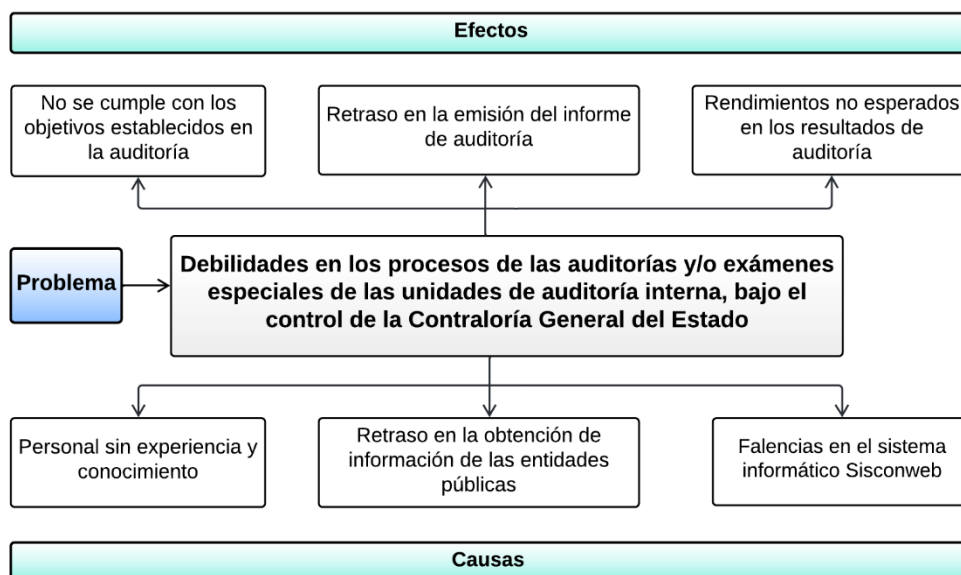 Efectos
No se cumple con los
objetivos establecidos en
la auditoría
Retraso en la emisión del informe
de auditoría
Rendimientos no esperados
en los resultados de
auditoría
Problema
Debilidades en los procesos de las auditorías y/o exámenes
especiales de las unidades de auditoría interna, bajo el
control de la Contraloría General del Estado
Personal sin experiencia y
conocimiento
Retraso en la obtención de
información de las entidades
públicas
Falencias en el sistema
informático Sisconweb
Causas